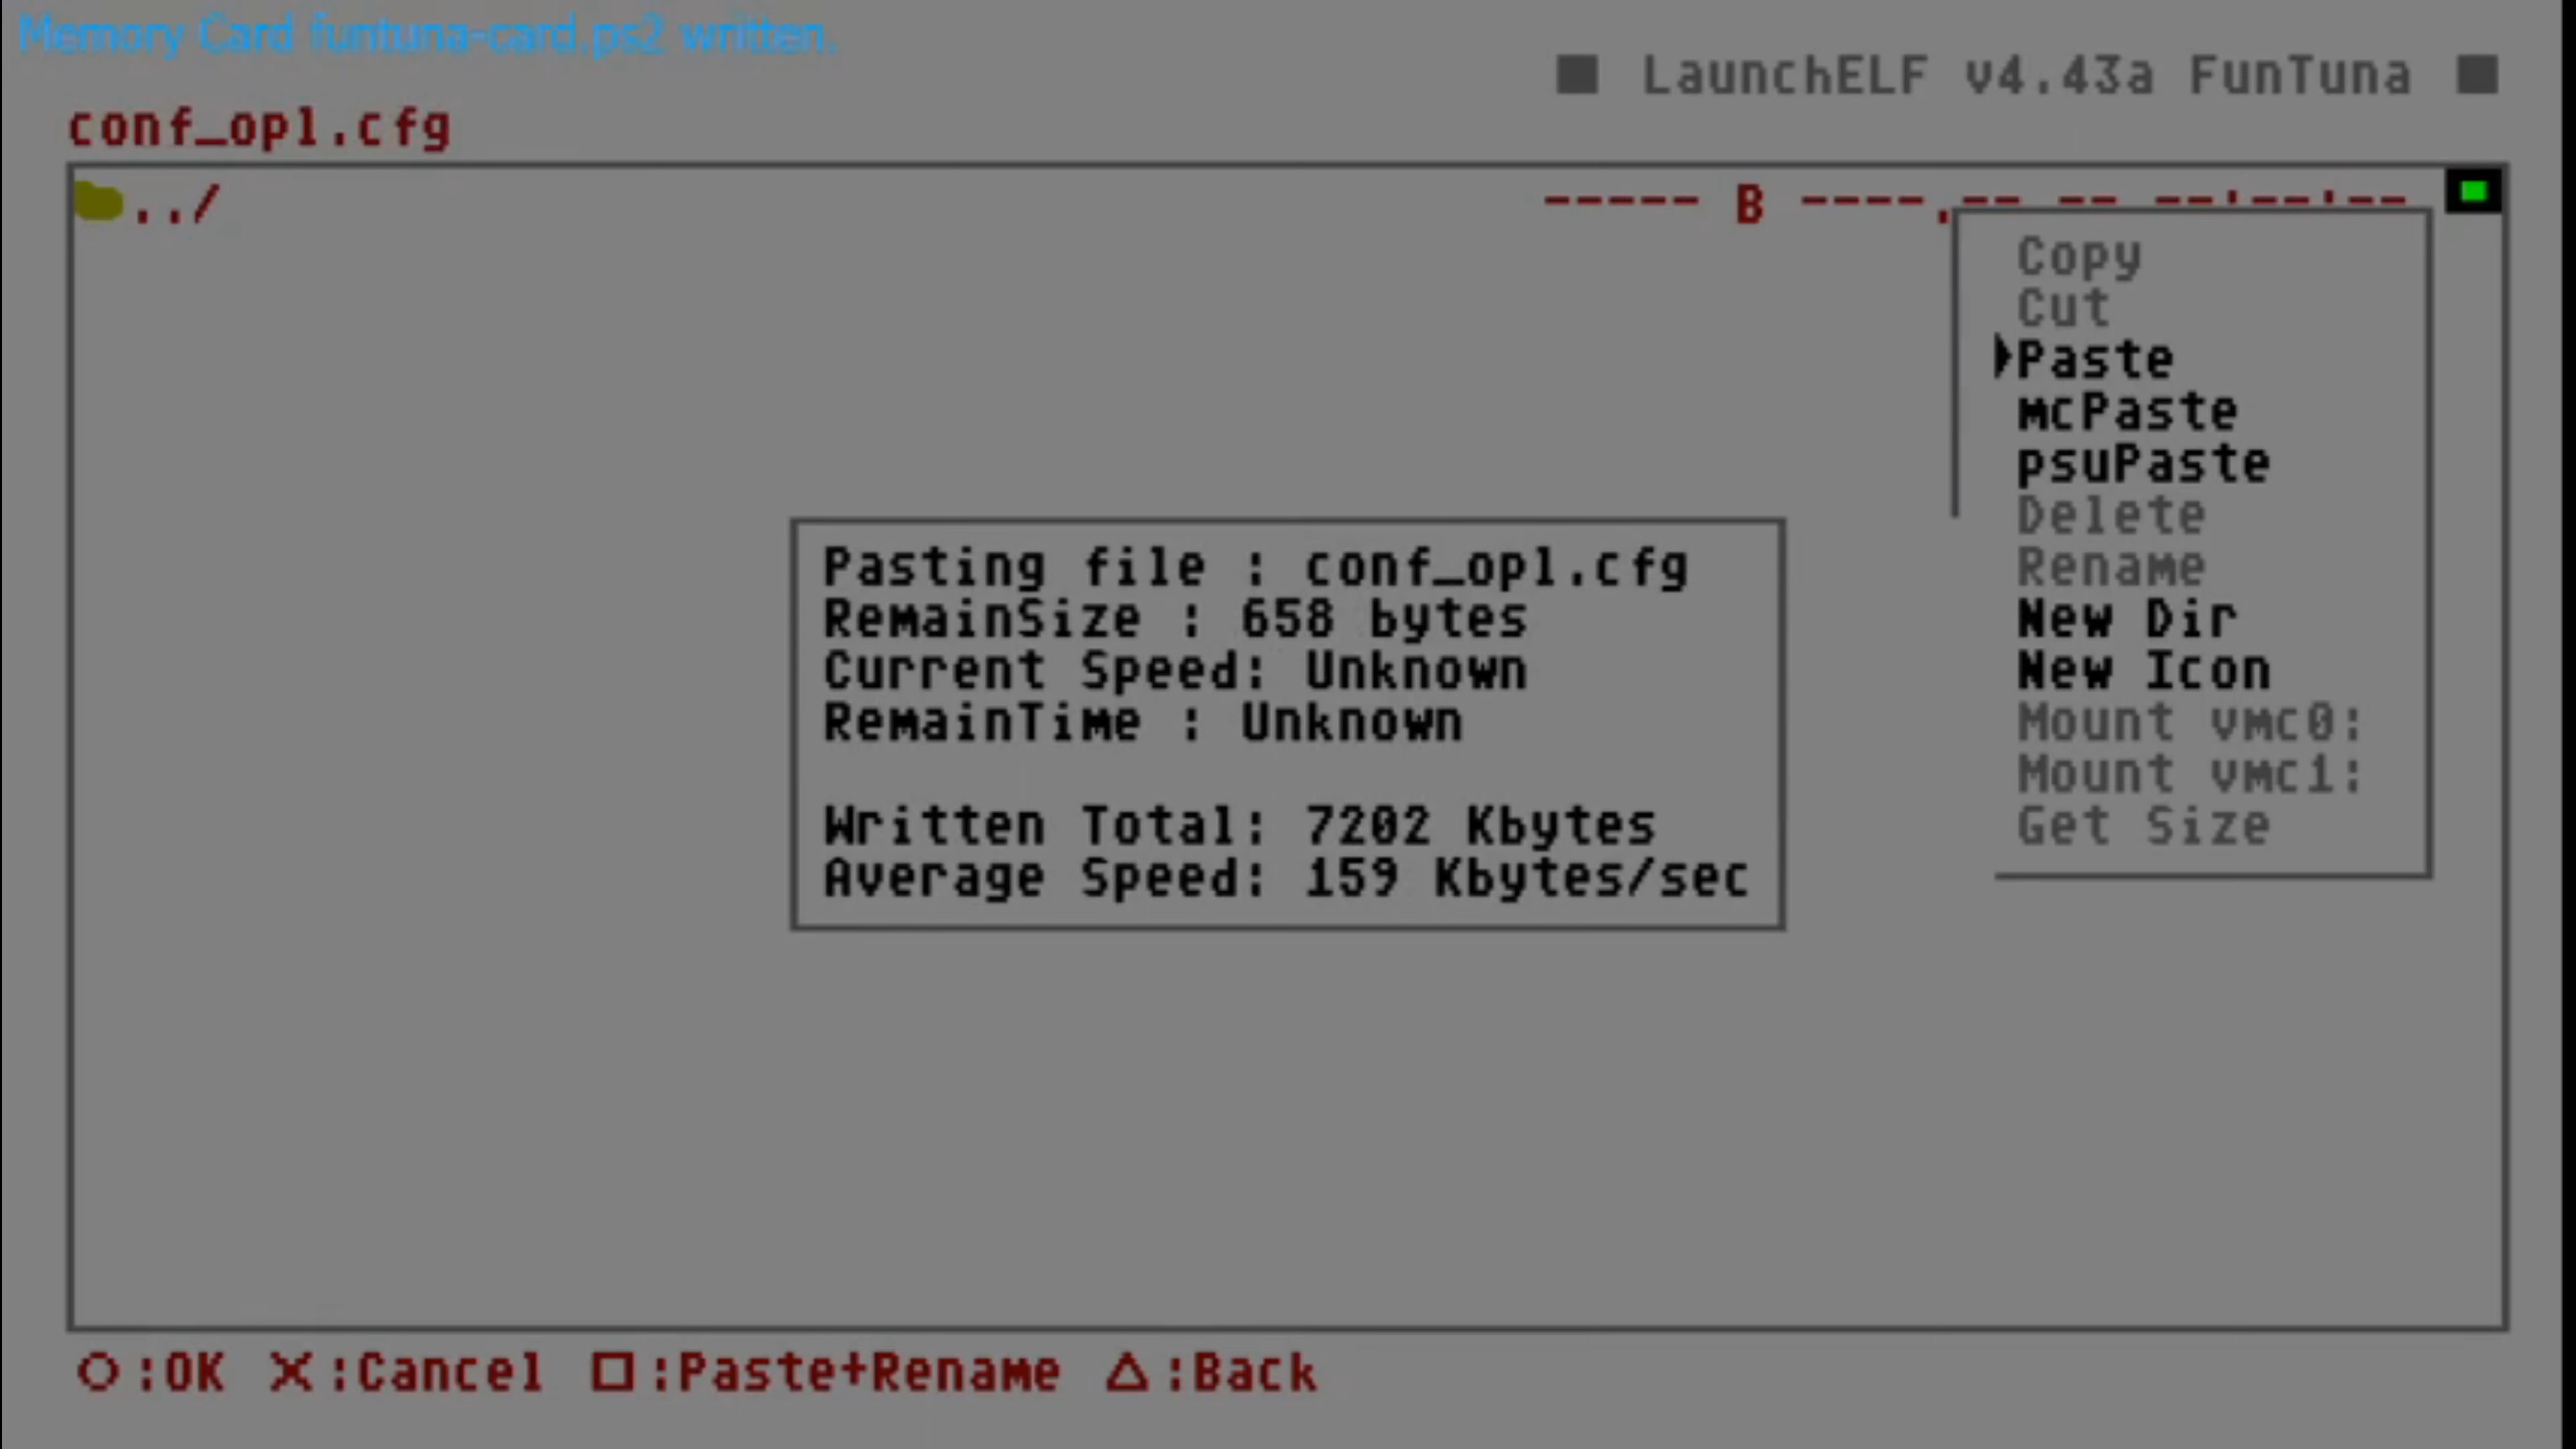 Memory Card funtuna-card.ps2 written.
■ LaunchELF v4.43a FunTuna ■
conf_opl.cfg
../ ----- B ----.-- -- --:--:--
Copy
Cut
Paste
mcPaste
psuPaste
Delete
Rename
New Dir
New Icon
Mount vmc0:
Mount vmc1:
Get Size
Pasting file : conf_opl.cfg
RemainSize : 658 bytes
Current Speed: Unknown
RemainTime : Unknown
Written Total: 7202 Kbytes
Average Speed: 159 Kbytes/sec
○:OK ×:Cancel □:Paste+Rename △:Back